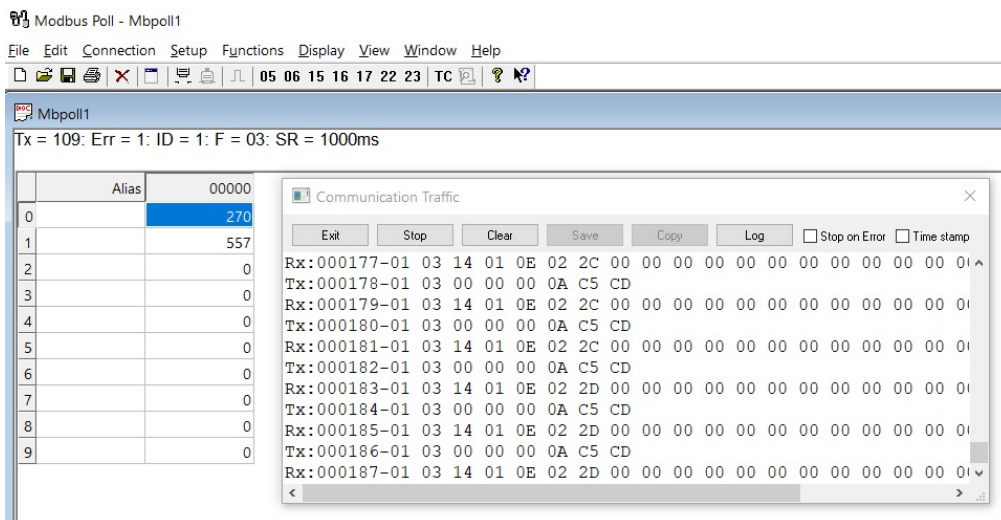 Modbus Poll - Mbpoll1
File Edit Connection Setup Functions Display View Window Help
05 06 15 16 17 22 23 TC
Mbpoll1
Tx = 109: Err = 1: ID = 1: F = 03: SR = 1000ms
Alias 00000
0 270
1 557
2 0
3 0
4 0
5 0
6 0
7 0
8 0
9 0
Communication Traffic
Exit Stop Clear Save Copy Log Stop on Error Time stamp
Rx:000177-01 03 14 01 0E 02 2C 00 00 00 00 00 00 00 00 00 00 0
Tx:000178-01 03 00 00 00 0A C5 CD
Rx:000179-01 03 14 01 0E 02 2C 00 00 00 00 00 00 00 00 00 00 0
Tx:000180-01 03 00 00 00 0A C5 CD
Rx:000181-01 03 14 01 0E 02 2C 00 00 00 00 00 00 00 00 00 00 0
Tx:000182-01 03 00 00 00 0A C5 CD
Rx:000183-01 03 14 01 0E 02 2D 00 00 00 00 00 00 00 00 00 00 0
Tx:000184-01 03 00 00 00 0A C5 CD
Rx:000185-01 03 14 01 0E 02 2D 00 00 00 00 00 00 00 00 00 00 0
Tx:000186-01 03 00 00 00 0A C5 CD
Rx:000187-01 03 14 01 0E 02 2D 00 00 00 00 00 00 00 00 00 00 0